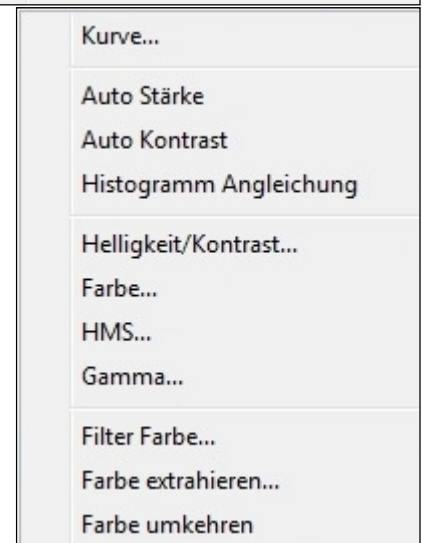 Kurve...
Auto Stärke
Auto Kontrast
Histogramm Angleichung
Helligkeit/Kontrast...
Farbe...
HMS...
Gamma...
Filter Farbe...
Farbe extrahieren...
Farbe umkehren